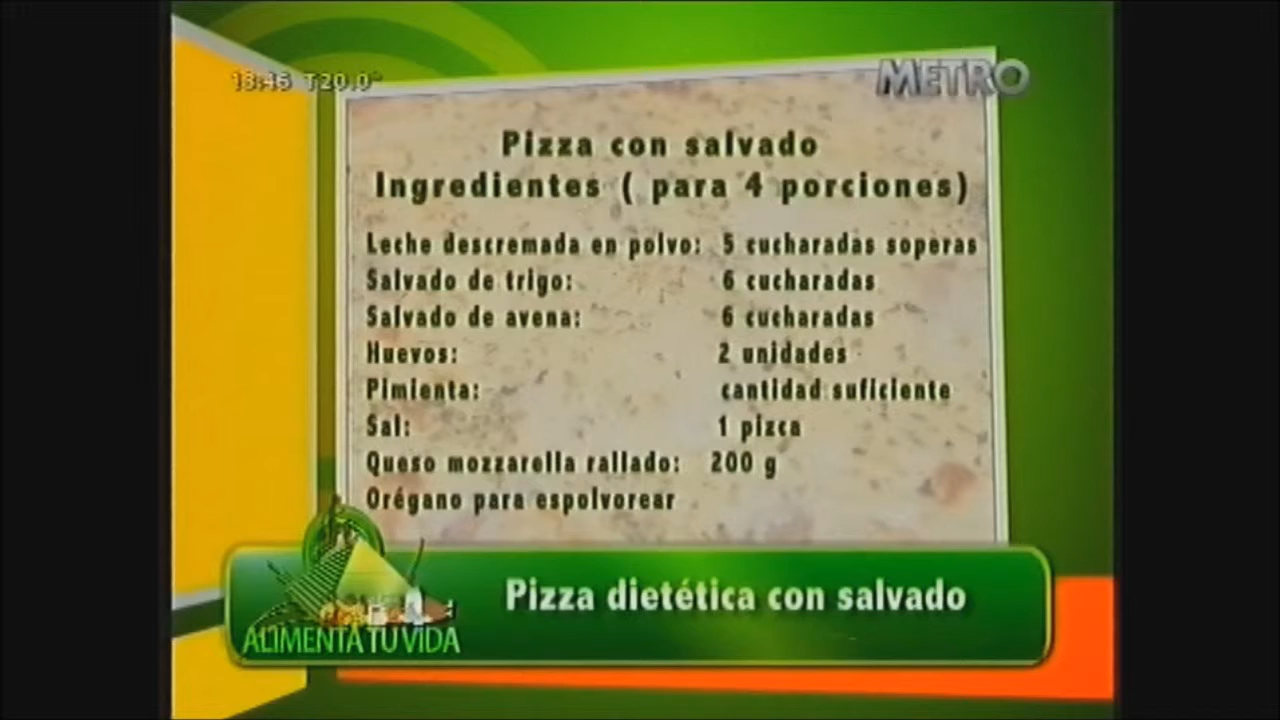 13:46 T20.0°
METRO
Pizza con salvado
Ingredientes ( para 4 porciones)
Leche descremada en polvo: 5 cucharadas soperas
Salvado de trigo: 6 cucharadas
Salvado de avena: 6 cucharadas
Huevos: 2 unidades
Pimienta: cantidad suficiente
Sal: 1 pizca
Queso mozzarella rallado: 200 g
Orégano para espolvorear
Pizza dietética con salvado
ALIMENTA TU VIDA